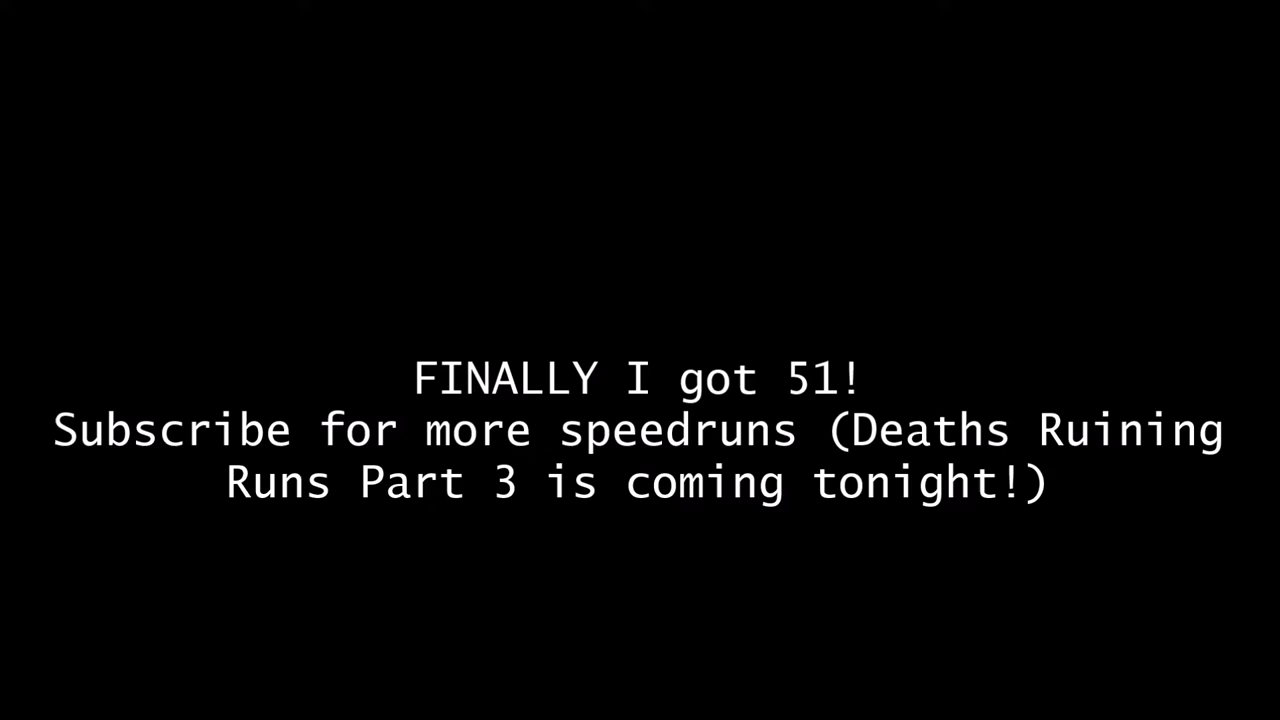 FINALLY I got 51!
Subscribe for more speedruns (Deaths Ruining
Runs Part 3 is coming tonight!)